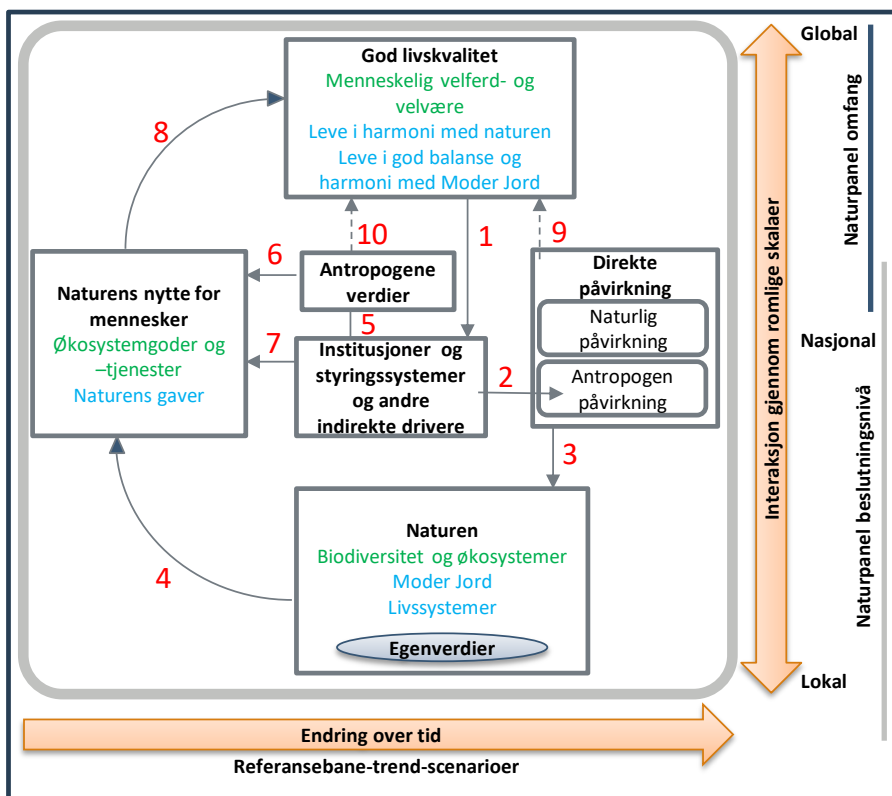 God livskvalitet
Menneskelig velferd- og
velvære
Leve i harmoni med naturen
Leve i god balanse og
harmoni med Moder Jord
8
10
1
9
6
Antropogene
verdier
Naturens nytte for
mennesker
Økosystemgoder og
–tjenester
Naturens gaver
7
5
Institusjoner og
styringssystemer
og andre
indirekte drivere
2
Direkte
påvirkning
Naturlig
påvirkning
Antropogen
påvirkning
3
4
Naturen
Biodiversitet og økosystemer
Moder Jord
Livssystemer
Egenverdier
Interaksjon gjennom romlige skalaer
Global
Nasjonal
Lokal
Naturpanel omfang
Naturpanel beslutningsnivå
Endring over tid
Referansebane-trend-scenarioer